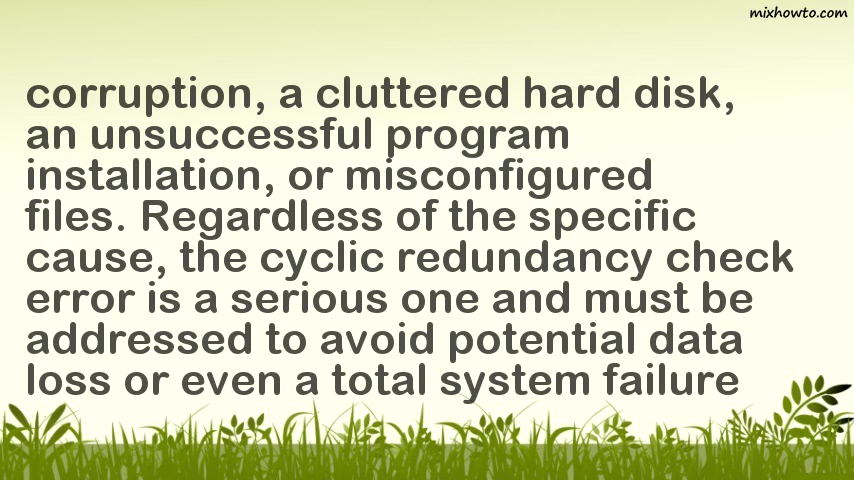 mixhowto.com
corruption, a cluttered hard disk,
an unsuccessful program
installation, or misconfigured
files. Regardless of the specific
cause, the cyclic redundancy check
error is a serious one and must be
addressed to avoid potential data
loss or even a total system failure